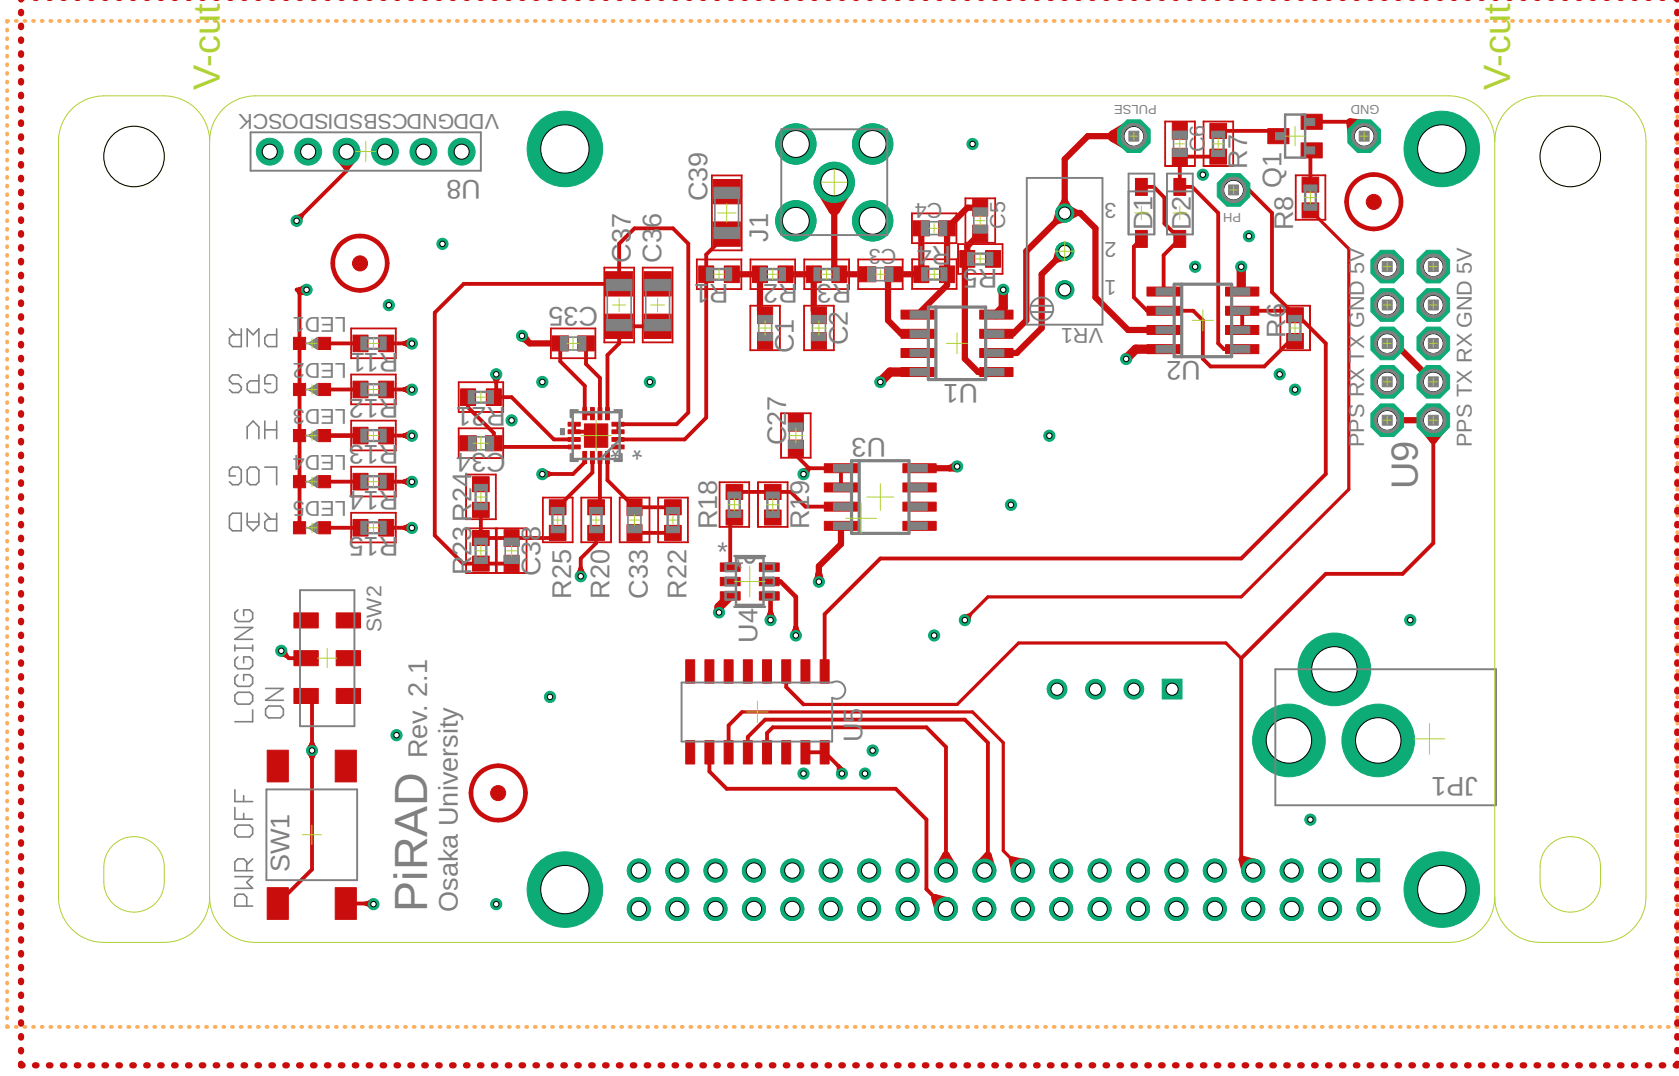 V-cut
V-cut
VDDGNDCSBSDISDOSCK
U8
PULSE
GND
C39
J1
C37
C36
C4
C5
R4
R5
C3
R1
R2
R3
C1
C2
C35
VR1
3
2
1
D1
D2
C6
R7
Q1
R8
PH
R6
U2
U1
5V
GND
TX
RX
PPS
5V
GND
RX
TX
PPS
U9
PWR
LED1
R11
GPS
LED2
R12
HV
LED3
R13
LOG
LED4
R14
RAD
LED5
R15
R21
C34
*
*
R24
R23
C38
R25
R20
C33
R22
C27
U3
R18
R19
*
U4
U5
LOGGING
ON
SW2
PWR OFF
SW1
PiRAD Rev. 2.1
Osaka University
JP1